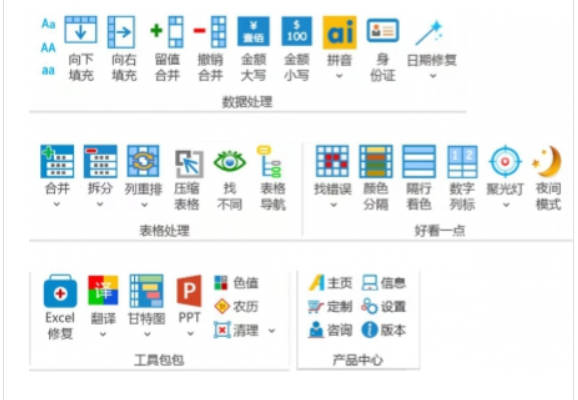 Aa
AA
aa
¥
壹佰
$
100
ai
向下
填充
向右
填充
留值
合并
撤销
合并
金额
大写
金额
小写
拼音
身
份证
日期修复
数据处理
1 2
合并
拆分
列重排
压缩
表格
找
不同
表格
导航
找错误
颜色
分隔
隔行
着色
数字
列标
聚光灯
夜间
模式
表格处理
好看一点
译
P
Excel
修复
翻译
甘特图
PPT
色值
农历
清理
主页
信息
定制
设置
咨询
版本
工具包包
产品中心